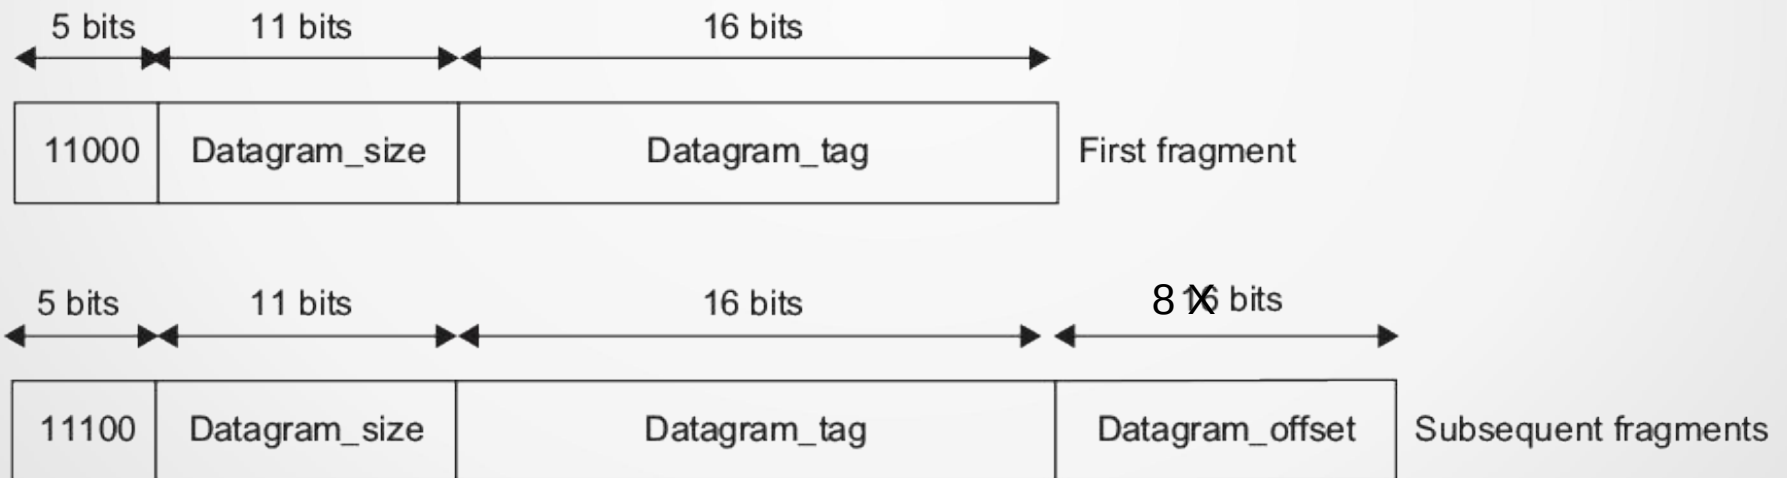 5 bits 11 bits 16 bits
11000 Datagram_size Datagram_tag First fragment
5 bits 11 bits 16 bits 8 X 16 bits
11100 Datagram_size Datagram_tag Datagram_offset Subsequent fragments